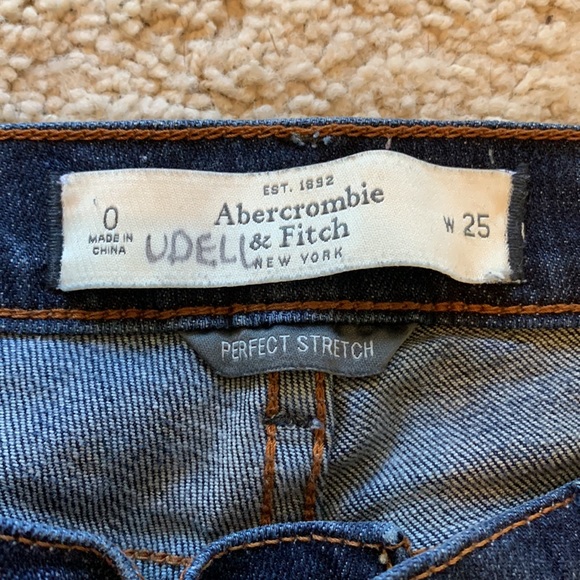 EST. 1892
0
Abercrombie
W 25
MADE IN
CHINA
UDELL
& Fitch
NEW YORK
PERFECT STRETCH